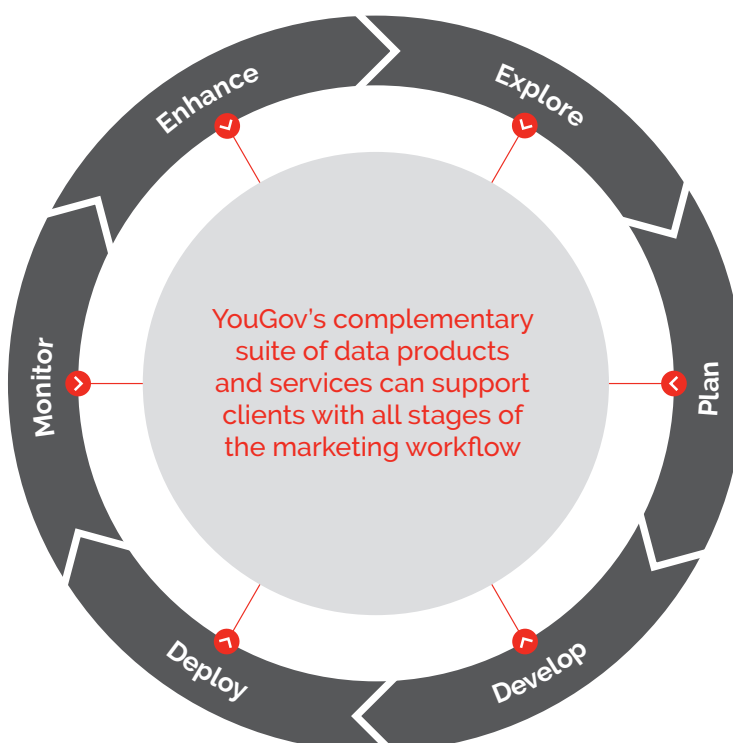 Enhance
Explore
Plan
Develop
Deploy
Monitor
YouGov’s complementary
suite of data products
and services can support
clients with all stages of
the marketing workflow